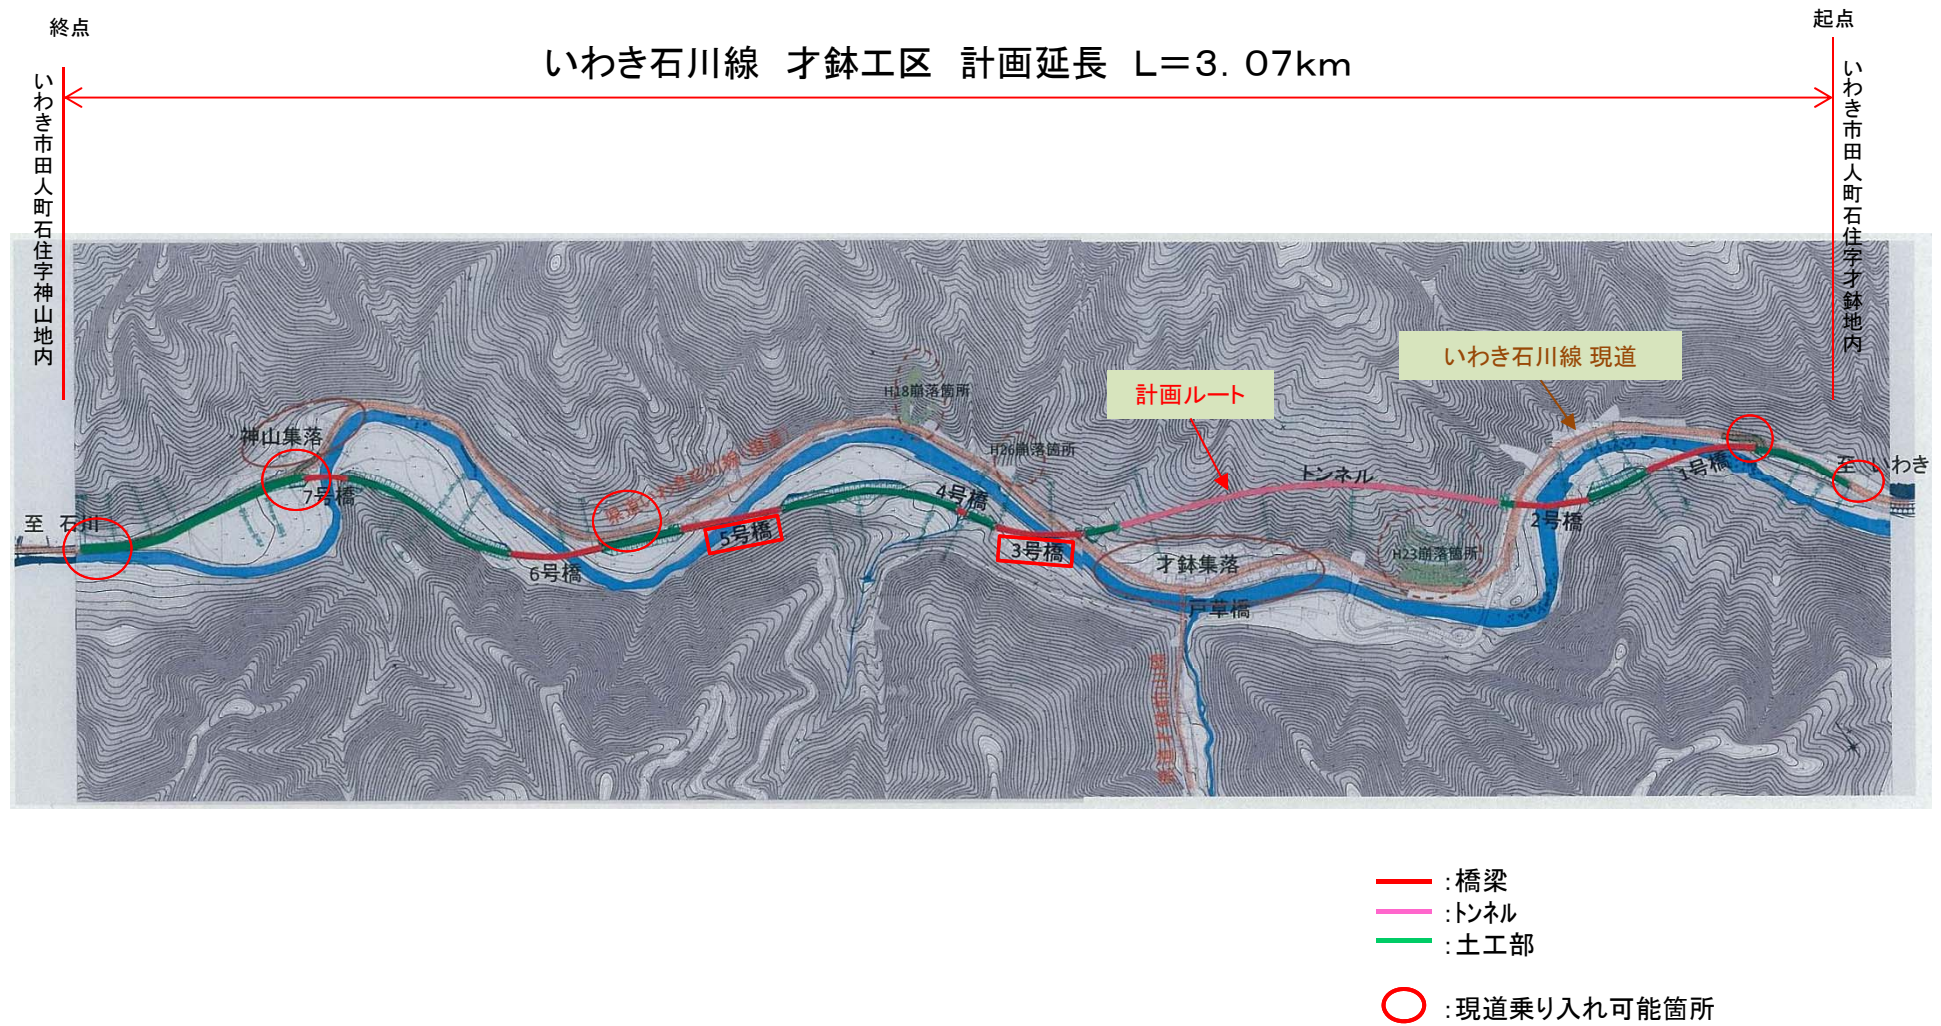 終点
起点
いわき石川線　才鉢工区　計画延長　L＝3．07km
いわき市田人町石住字神山地内
いわき市田人町石住字才鉢地内
いわき石川線 現道
計画ルート
H18崩落箇所
H26崩落箇所
神山集落
トンネル
至　いわき
1号橋
4号橋
7号橋
2号橋
至　石川
5号橋
3号橋
H23崩落箇所
6号橋
才鉢集落
戸草橋
：橋梁
：トンネル
：土工部
：現道乗り入れ可能箇所